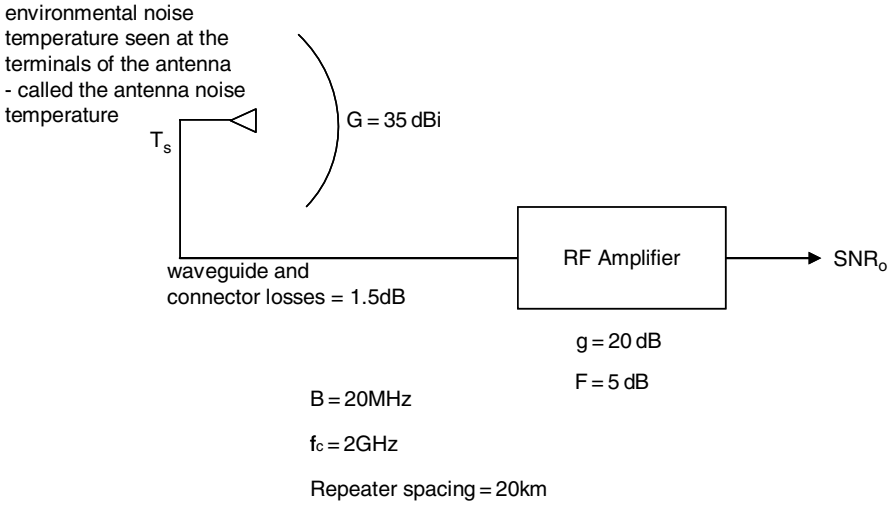 environmental noise
temperature seen at the
terminals of the antenna
- called the antenna noise
temperature
Ts
G = 35 dBi
RF Amplifier
SNRo
waveguide and
connector losses = 1.5dB
g = 20 dB
F = 5 dB
B = 20MHz
fc = 2GHz
Repeater spacing = 20km